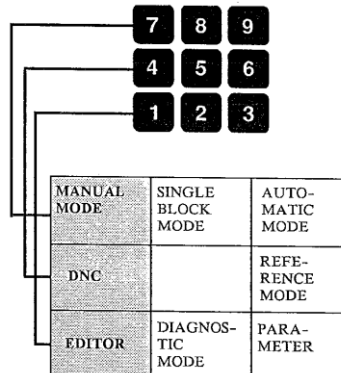 7 8 9
4 5 6
1 2 3
MANUAL MODE
SINGLE BLOCK MODE
AUTO-
MATIC
MODE
DNC
REFE-
RENCE
MODE
EDITOR
DIAGNOS-
TIC
MODE
PARA-
METER